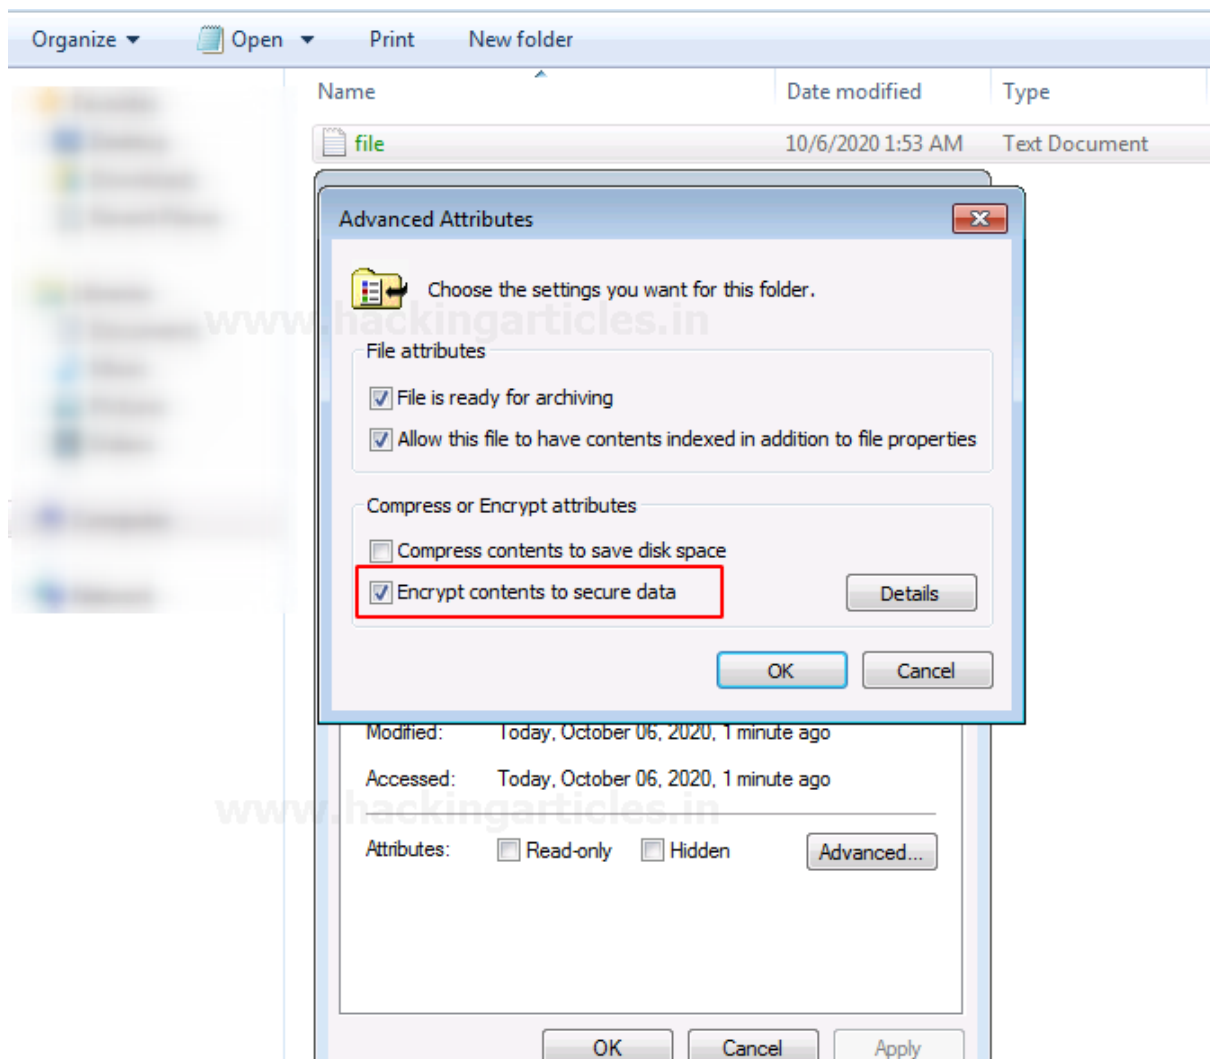 Organize Open Print New folder
Name Date modified Type
file 10/6/2020 1:53 AM Text Document
Advanced Attributes
Choose the settings you want for this folder.
www.hackingarticles.in
File attributes
File is ready for archiving
Allow this file to have contents indexed in addition to file properties
Compress or Encrypt attributes
Compress contents to save disk space
Encrypt contents to secure data Details
OK Cancel
Modified: Today, October 06, 2020, 1 minute ago
Accessed: Today, October 06, 2020, 1 minute ago
www.hackingarticles.in
Attributes: Read-only Hidden Advanced...
OK Cancel Apply